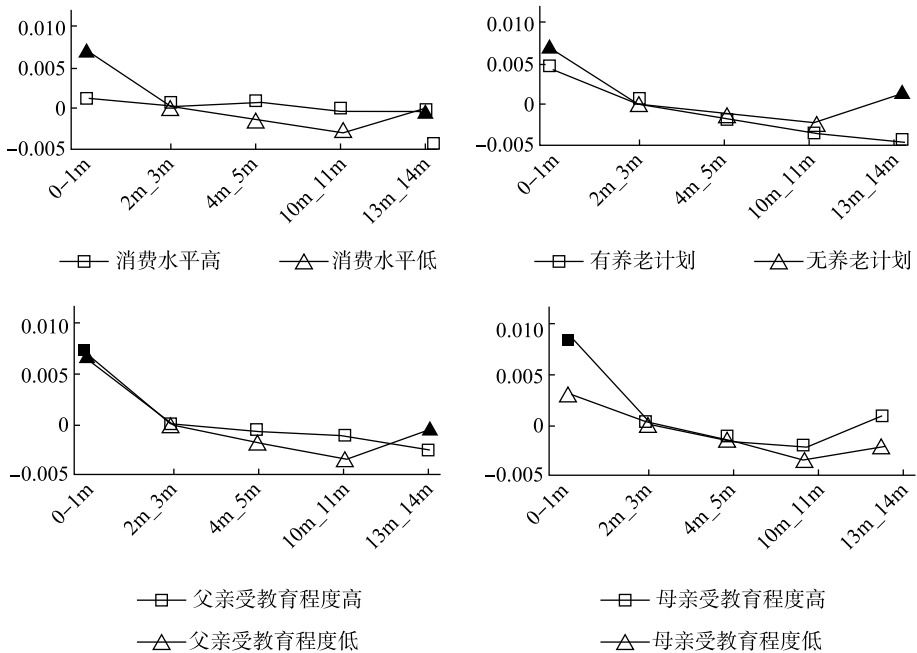 0.010
0.005
0
−0.005
0−1m
2m_3m
4m_5m
10m_11m
13m_14m
消费水平高
消费水平低
0.010
0.005
0
−0.005
0−1m
2m_3m
4m_5m
10m_11m
13m_14m
有养老计划
无养老计划
0.010
0.005
0
−0.005
0−1m
2m_3m
4m_5m
10m_11m
13m_14m
父亲受教育程度高
父亲受教育程度低
0.010
0.005
0
−0.005
0−1m
2m_3m
4m_5m
10m_11m
13m_14m
母亲受教育程度高
母亲受教育程度低